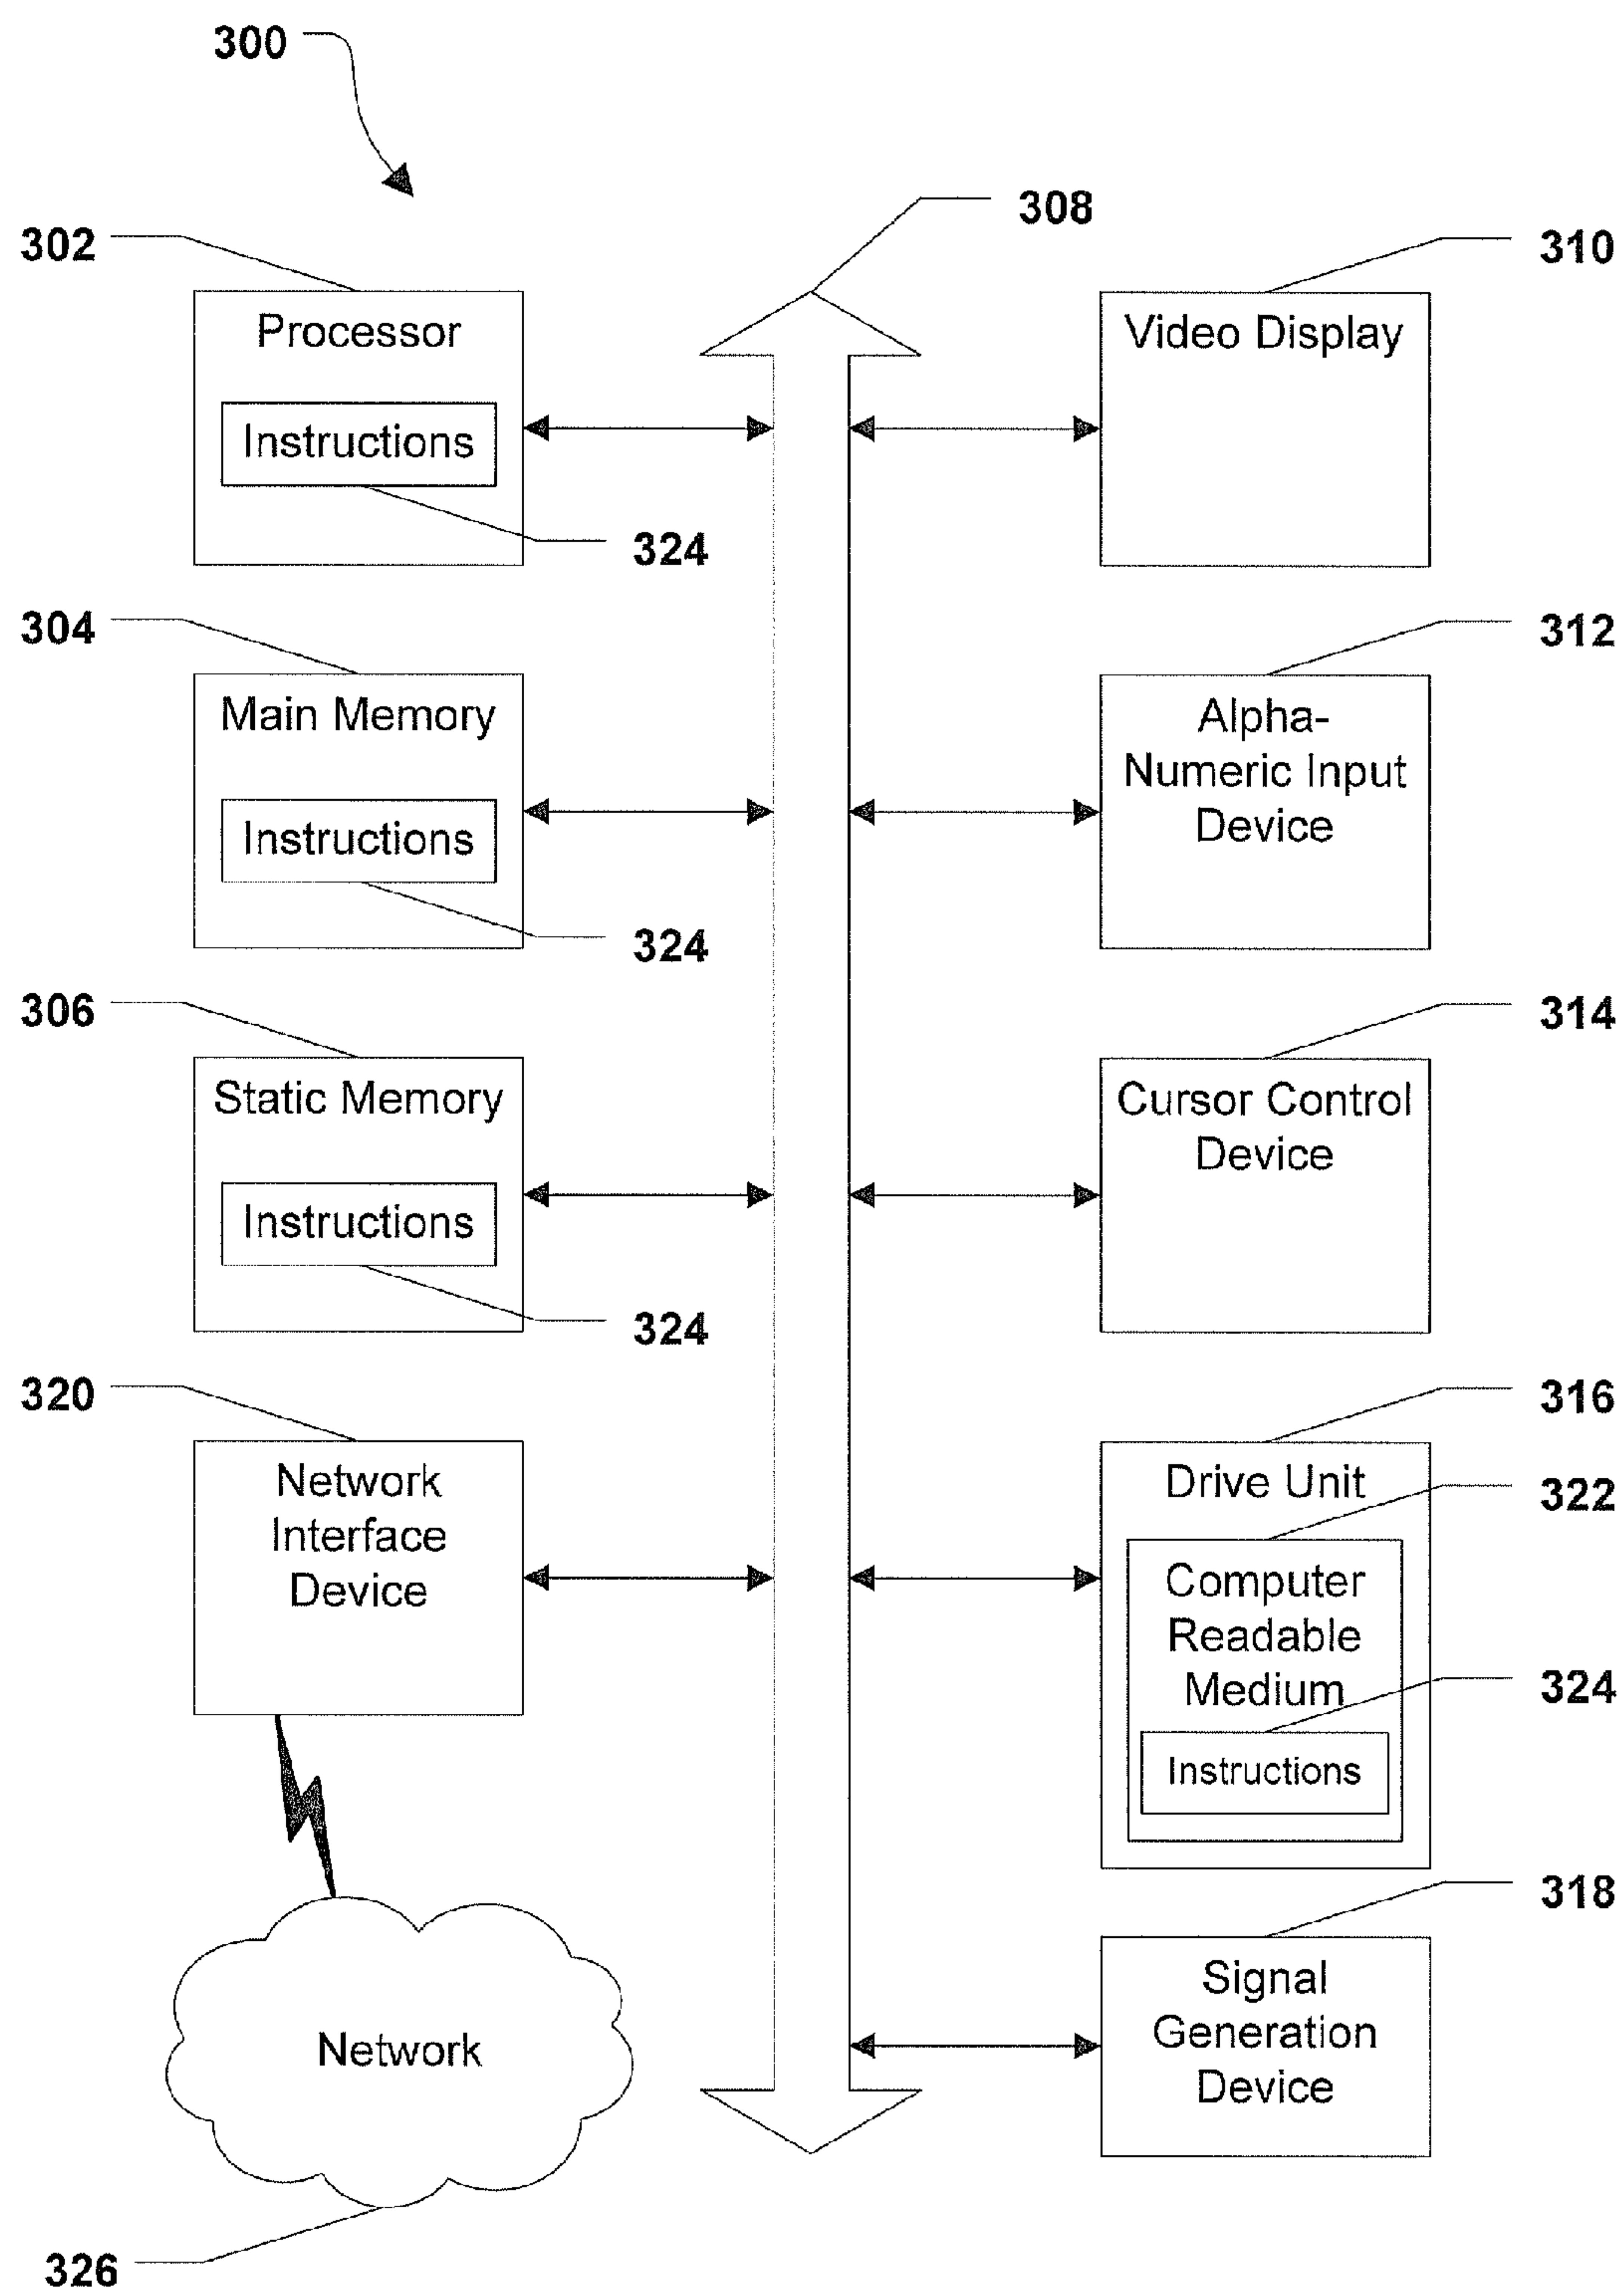 300
308
302
310
Processor
Instructions
324
Video Display
304
312
Main Memory
Instructions
324
Alpha-
Numeric Input
Device
306
314
Static Memory
Instructions
324
Cursor Control
Device
320
316
Network
Interface
Device
Drive Unit
322
Computer
Readable
Medium
324
Instructions
318
Signal
Generation
Device
Network
326